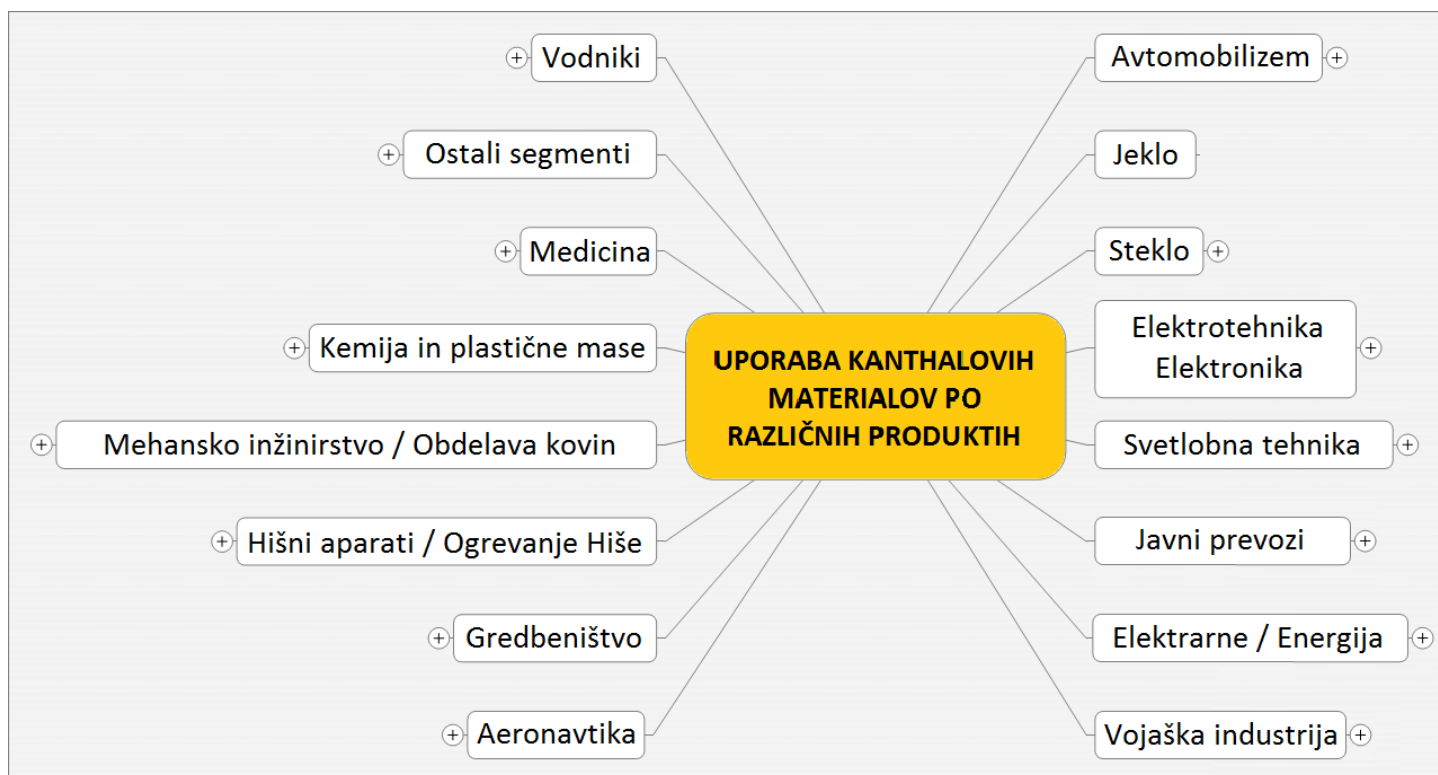 Vodniki
Ostali segmenti
Medicina
Kemija in plastične mase
Mehansko inžinirstvo / Obdelava kovin
Hišni aparati / Ogrevanje Hiše
Gredbeništvo
Aeronavtika
UPORABA KANTHALOVIH
MATERIALOV PO
RAZLIČNIH PRODUKTIH
Avtomobilizem
Jeklo
Steklo
Elektrotehnika
Elektronika
Svetlobna tehnika
Javni prevozi
Elektrarne / Energija
Vojaška industrija